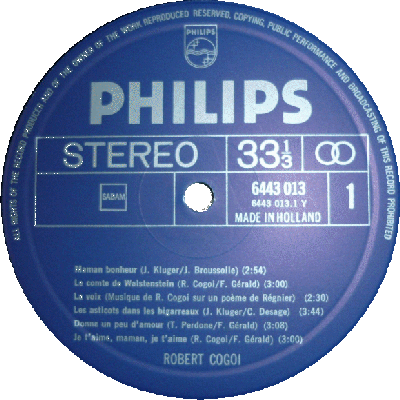 ALL RIGHTS OF THE RECORD PRODUCER AND OF THE OWNER OF THE WORK REPRODUCED RESERVED. COPYING, PUBLIC PERFORMANCE AND BROADCASTING OF THIS RECORD PROHIBITED
PHILIPS
PHILIPS
STEREO 33⅓
SABAM
6443 013
6443 013.1 Y
MADE IN HOLLAND
1
Maman bonheur (J. Kluger/J. Broussolle) (2:54)
Le comte de Walstenstein (R. Cogoi/F. Gérald) (3:00)
La voix (Musique de R. Cogoi sur un poème de Régnier) (2:30)
Les asticots dans les bigarreaux (J. Kluger/C. Desage) (3:44)
Donne un peu d'amour (T. Perdone/F. Gérald) (3:08)
Je t'aime, maman, je t'aime (R. Cogoi/F. Gérald) (3:00)
ROBERT COGOI